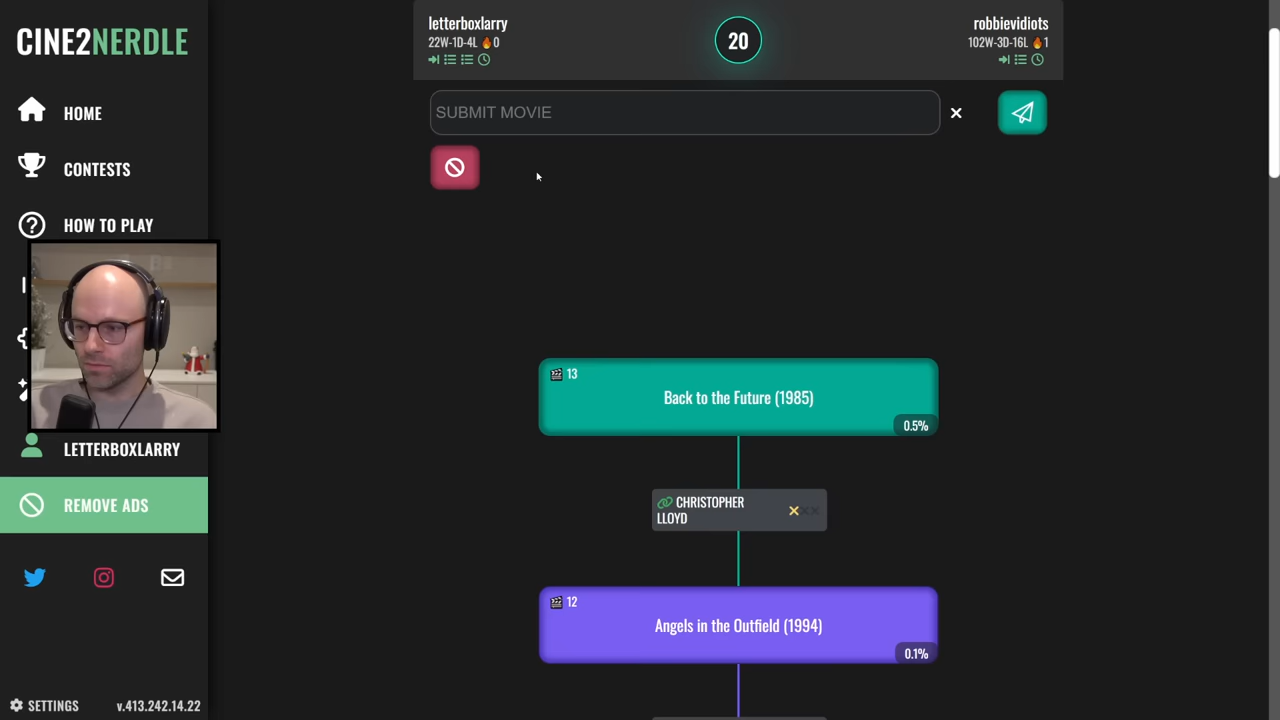 CINE2NERDLE
HOME
CONTESTS
HOW TO PLAY
LETTERBOXLARRY
REMOVE ADS
SETTINGS
v.413.242.14.22
letterboxlarry
22W-1D-4L 🔥0
20
robbievidiots
102W-3D-16L 🔥1
SUBMIT MOVIE
13
Back to the Future (1985)
0.5%
CHRISTOPHER
LLOYD
12
Angels in the Outfield (1994)
0.1%